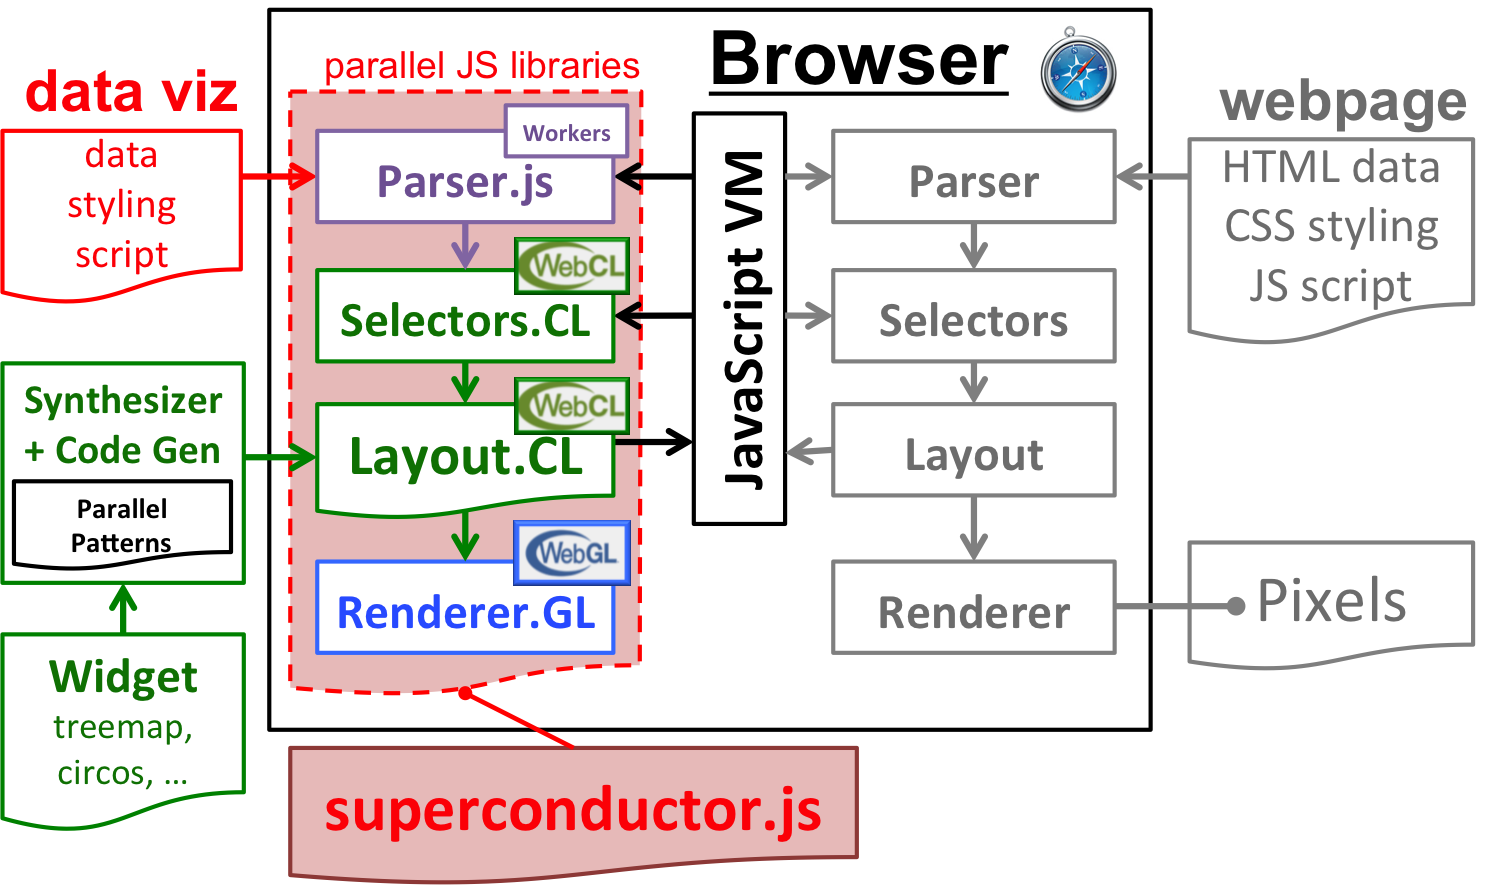 Browser
parallel JS libraries
data viz
data
styling
script
Workers
Parser.js
WebCL
Selectors.CL
WebCL
Layout.CL
WebGL
Renderer.GL
Synthesizer
+ Code Gen
Parallel
Patterns
Widget
treemap,
circos, ...
JavaScript VM
Parser
Selectors
Layout
Renderer
webpage
HTML data
CSS styling
JS script
Pixels
superconductor.js